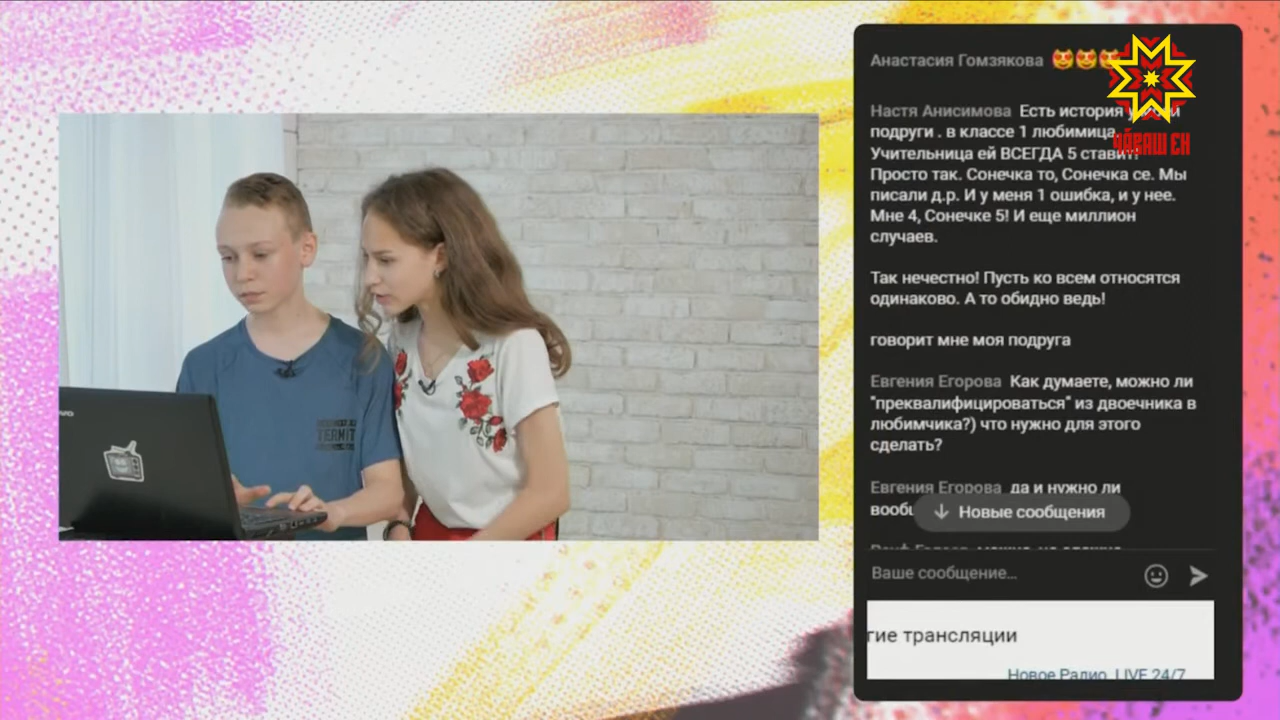 Анастасия Гомзякова
Настя Анисимова Есть история
подруги . в классе 1 любимица.
Учительница ей ВСЕГДА 5 ставит!
Просто так. Сонечка то, Сонечка се. Мы
писали д.р. И у меня 1 ошибка, и у нее.
Мне 4, Сонечке 5! И еще миллион
случаев.
Так нечестно! Пусть ко всем относятся
одинаково. А то обидно ведь!
говорит мне моя подруга
Евгения Егорова Как думаете, можно ли
"преквалифицироваться" из двоечника в
любимчика?) что нужно для этого
сделать?
Евгения Егорова да и нужно ли
Новые сообщения
Ваше сообщение...
гие трансляции
Новое Радио. LIVE 24/7
ЧӐВАШ ЕН
TERMIT